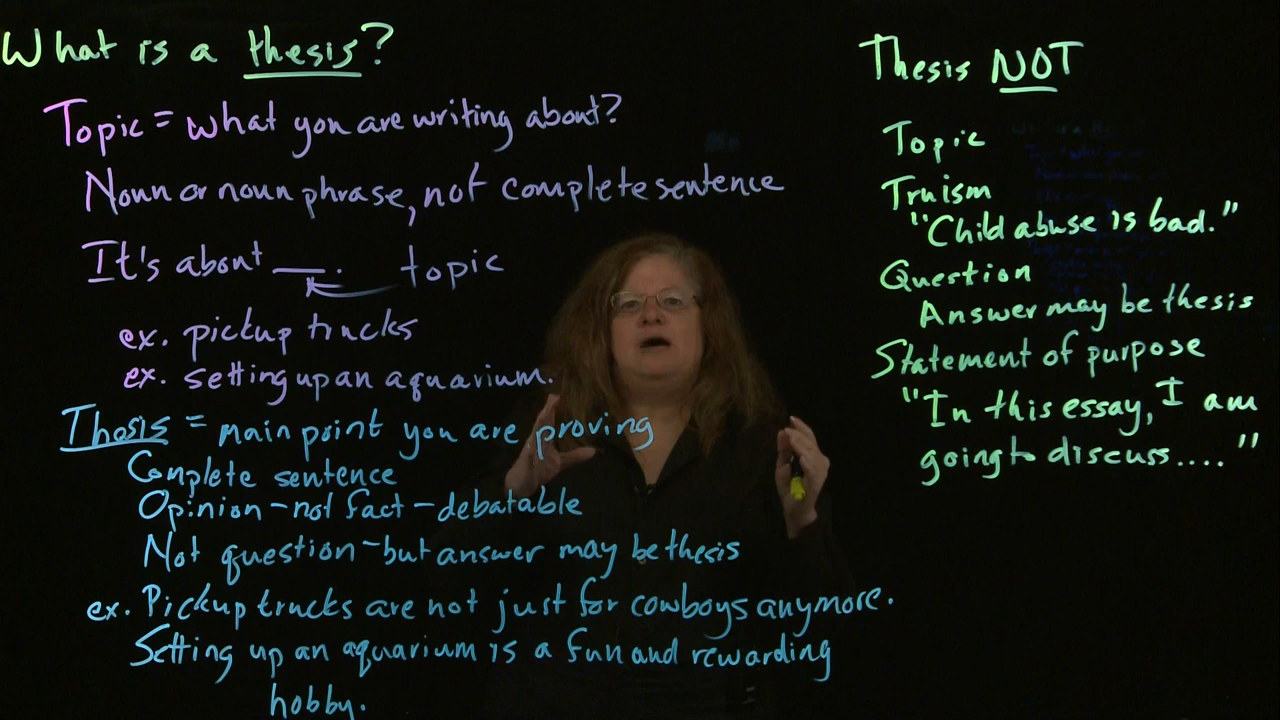 What is a thesis?
Topic = what you are writing about?
Noun or noun phrase, not complete sentence
It's about ___. topic
ex. pickup trucks
ex. setting up an aquarium.
Thesis = main point you are proving
Complete sentence
Opinion - not fact - debatable
Not question - but answer may be thesis
ex. Pickup trucks are not just for cowboys anymore.
Setting up an aquarium is a fun and rewarding
hobby.
Thesis NOT
Topic
Truism
"Child abuse is bad."
Question
Answer may be thesis
Statement of purpose
"In this essay, I am
going to discuss...."